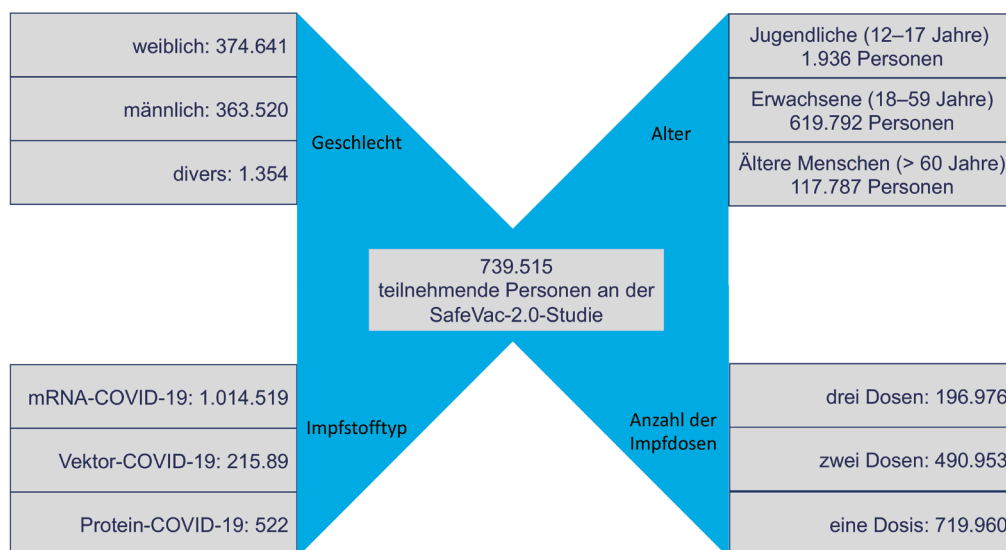 weiblich: 374.641
männlich: 363.520
divers: 1.354
Geschlecht
Jugendliche (12–17 Jahre)
1.936 Personen
Erwachsene (18–59 Jahre)
619.792 Personen
Ältere Menschen (> 60 Jahre)
117.787 Personen
Alter
739.515
teilnehmende Personen an der
SafeVac-2.0-Studie
mRNA-COVID-19: 1.014.519
Vektor-COVID-19: 215.89
Protein-COVID-19: 522
Impfstofftyp
Anzahl der
Impfdosen
drei Dosen: 196.976
zwei Dosen: 490.953
eine Dosis: 719.960